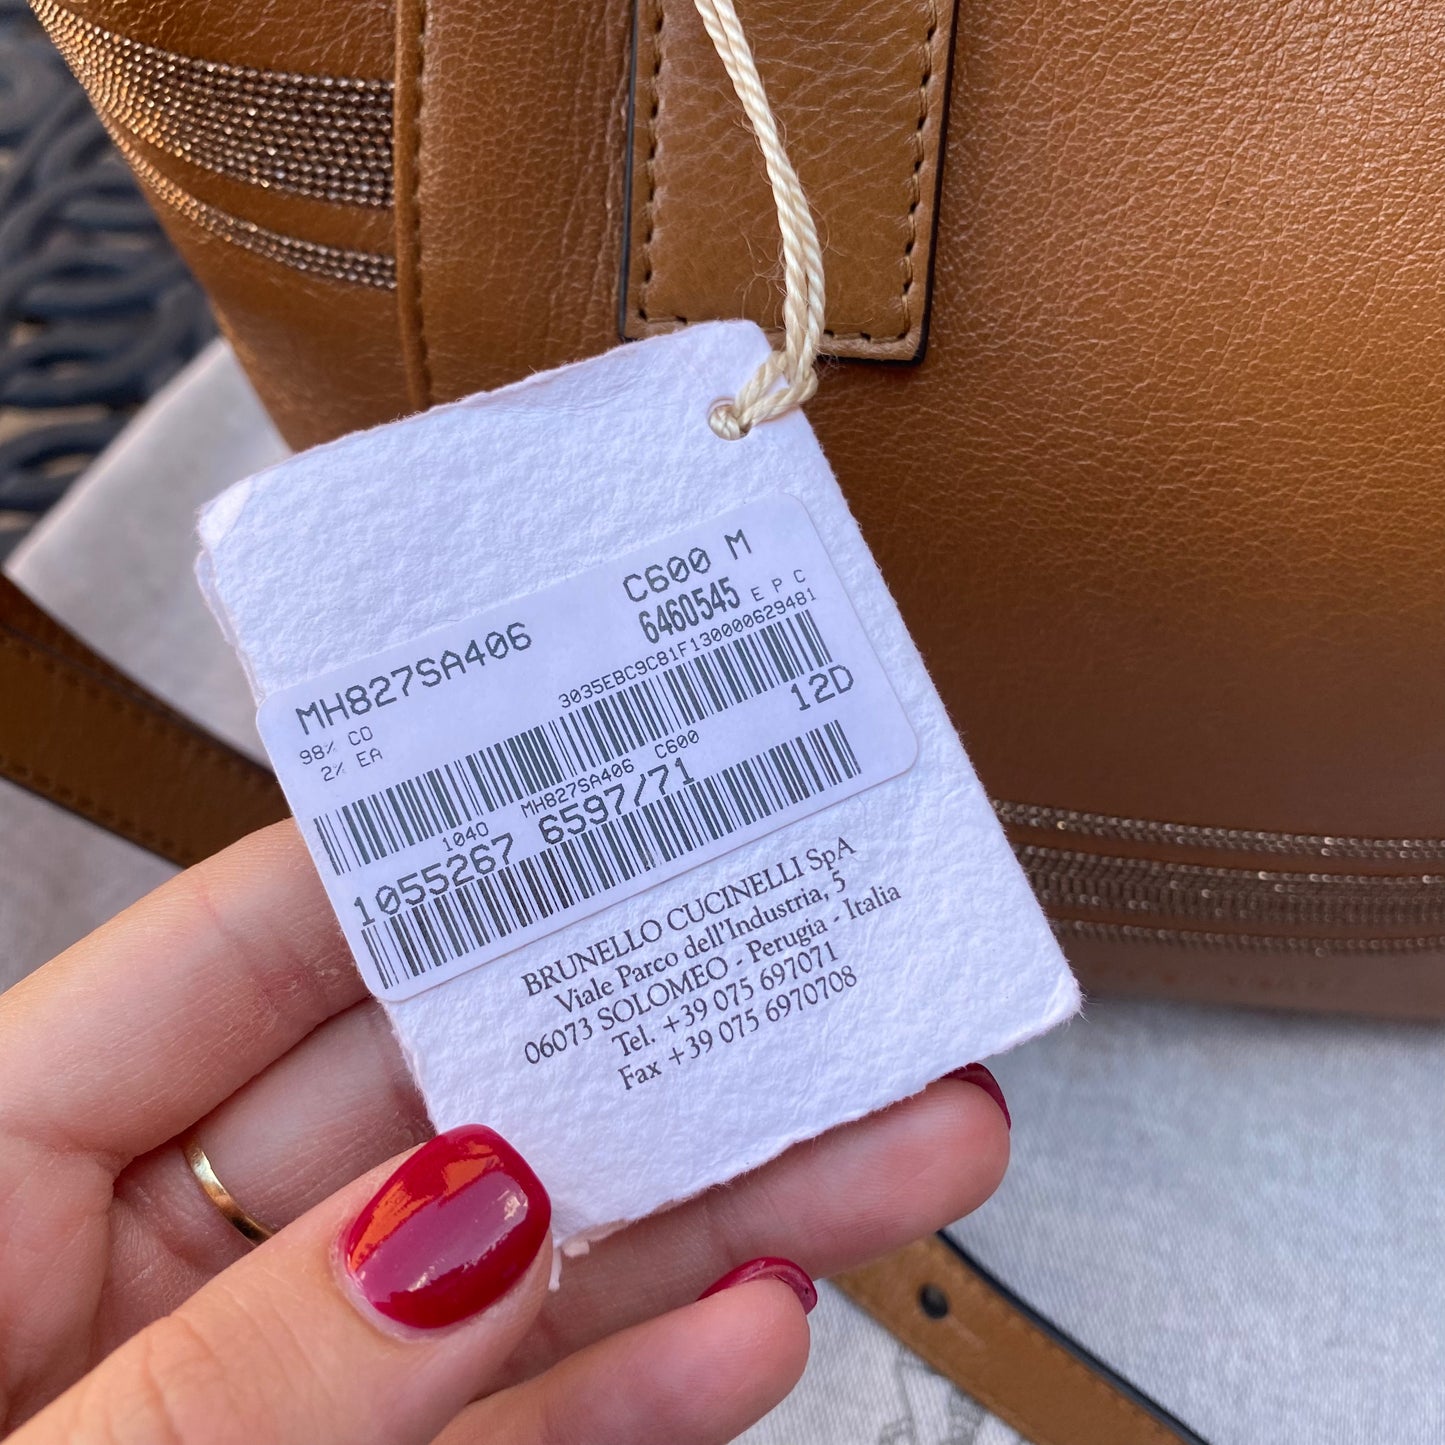 C600 M
6460545 E P C
MH827SA406
3035EBC9C81F130000629481
98% CO
2% EA
12D
MH827SA406 C600
104D
1055267 6597/71
BRUNELLO CUCINELLI SpA
Viale Parco dell'Industria, 5
06073 SOLOMEO - Perugia - Italia
Tel. +39 075 697071
Fax +39 075 6970708